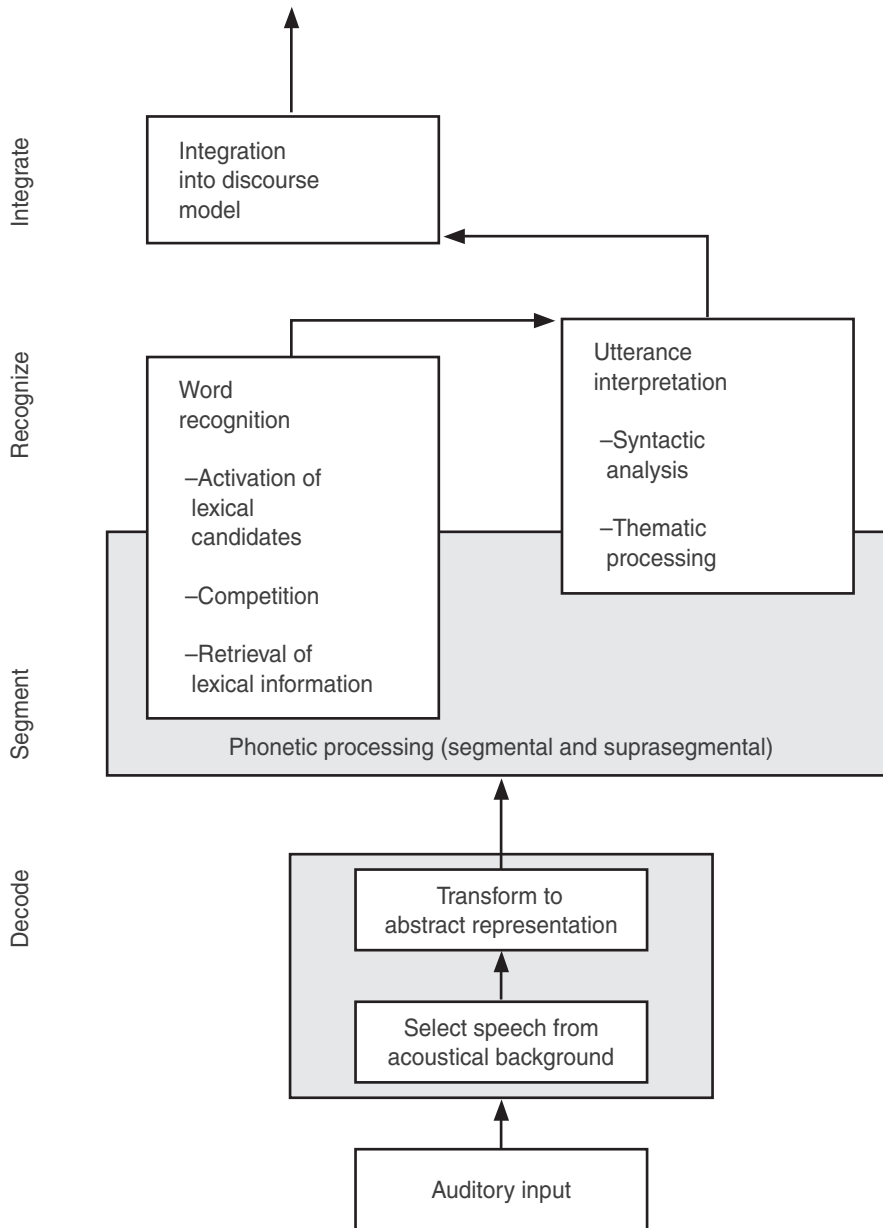 Integrate
Integration
into discourse
model
Recognize
Word
recognition
–Activation of
lexical
candidates
–Competition
–Retrieval of
lexical information
Utterance
interpretation
–Syntactic
analysis
–Thematic
processing
Segment
Phonetic processing (segmental and suprasegmental)
Decode
Transform to
abstract representation
Select speech from
acoustical background
Auditory input